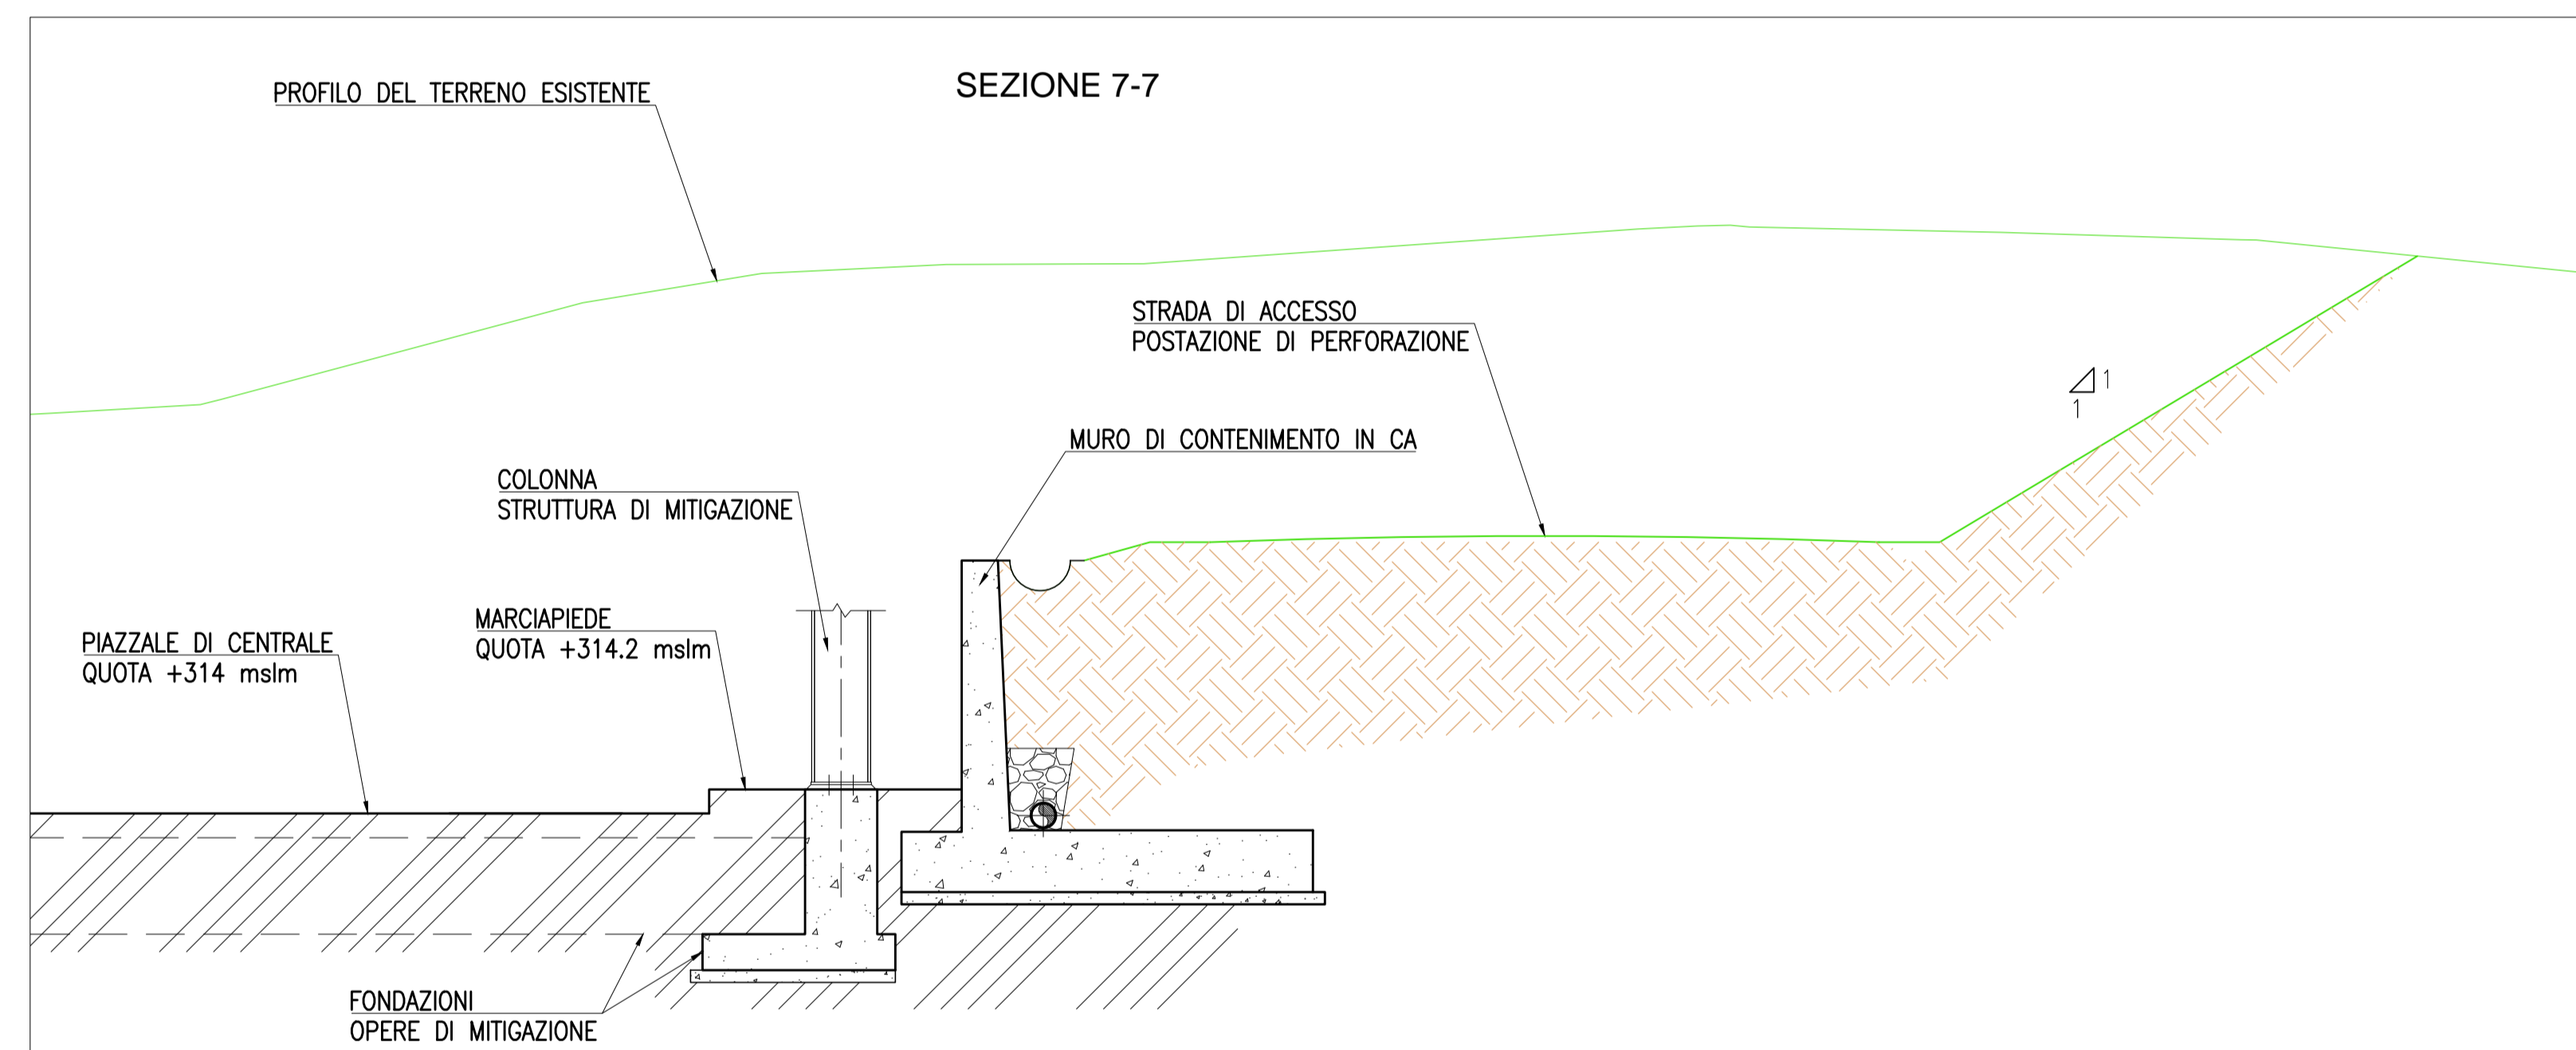 SEZIONE 7-7
PROFILO DEL TERRENO ESISTENTE
STRADA DI ACCESSO
POSTAZIONE DI PERFORAZIONE
1
1
MURO DI CONTENIMENTO IN CA
COLONNA
STRUTTURA DI MITIGAZIONE
MARCIAPIEDE
QUOTA +314.2 mslm
PIAZZALE DI CENTRALE
QUOTA +314 mslm
FONDAZIONI
OPERE DI MITIGAZIONE